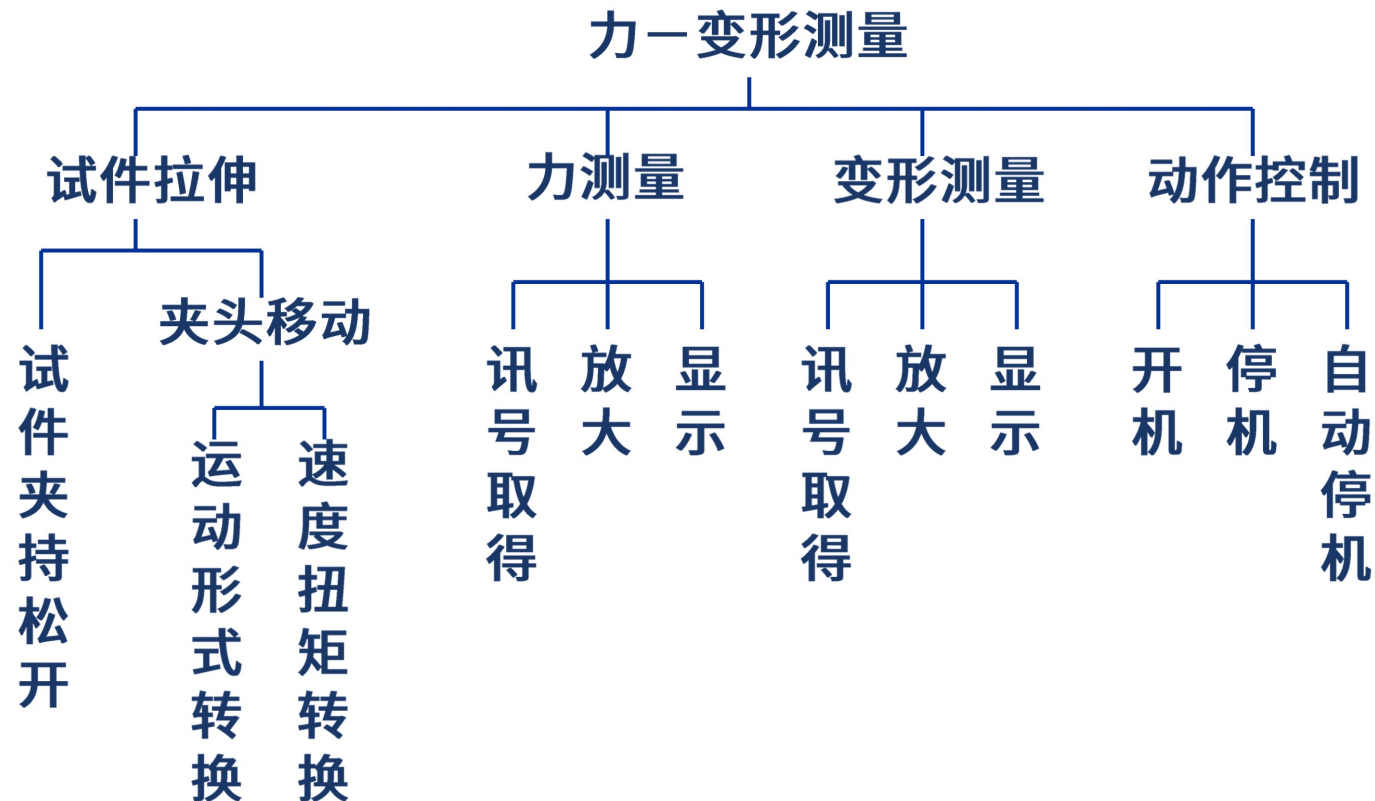 力－变形测量
试件拉伸
力测量
变形测量
动作控制
夹头移动
试件夹持松开
运动形式转换
速度扭矩转换
讯号取得
放大
显示
讯号取得
放大
显示
开机
停机
自动停机